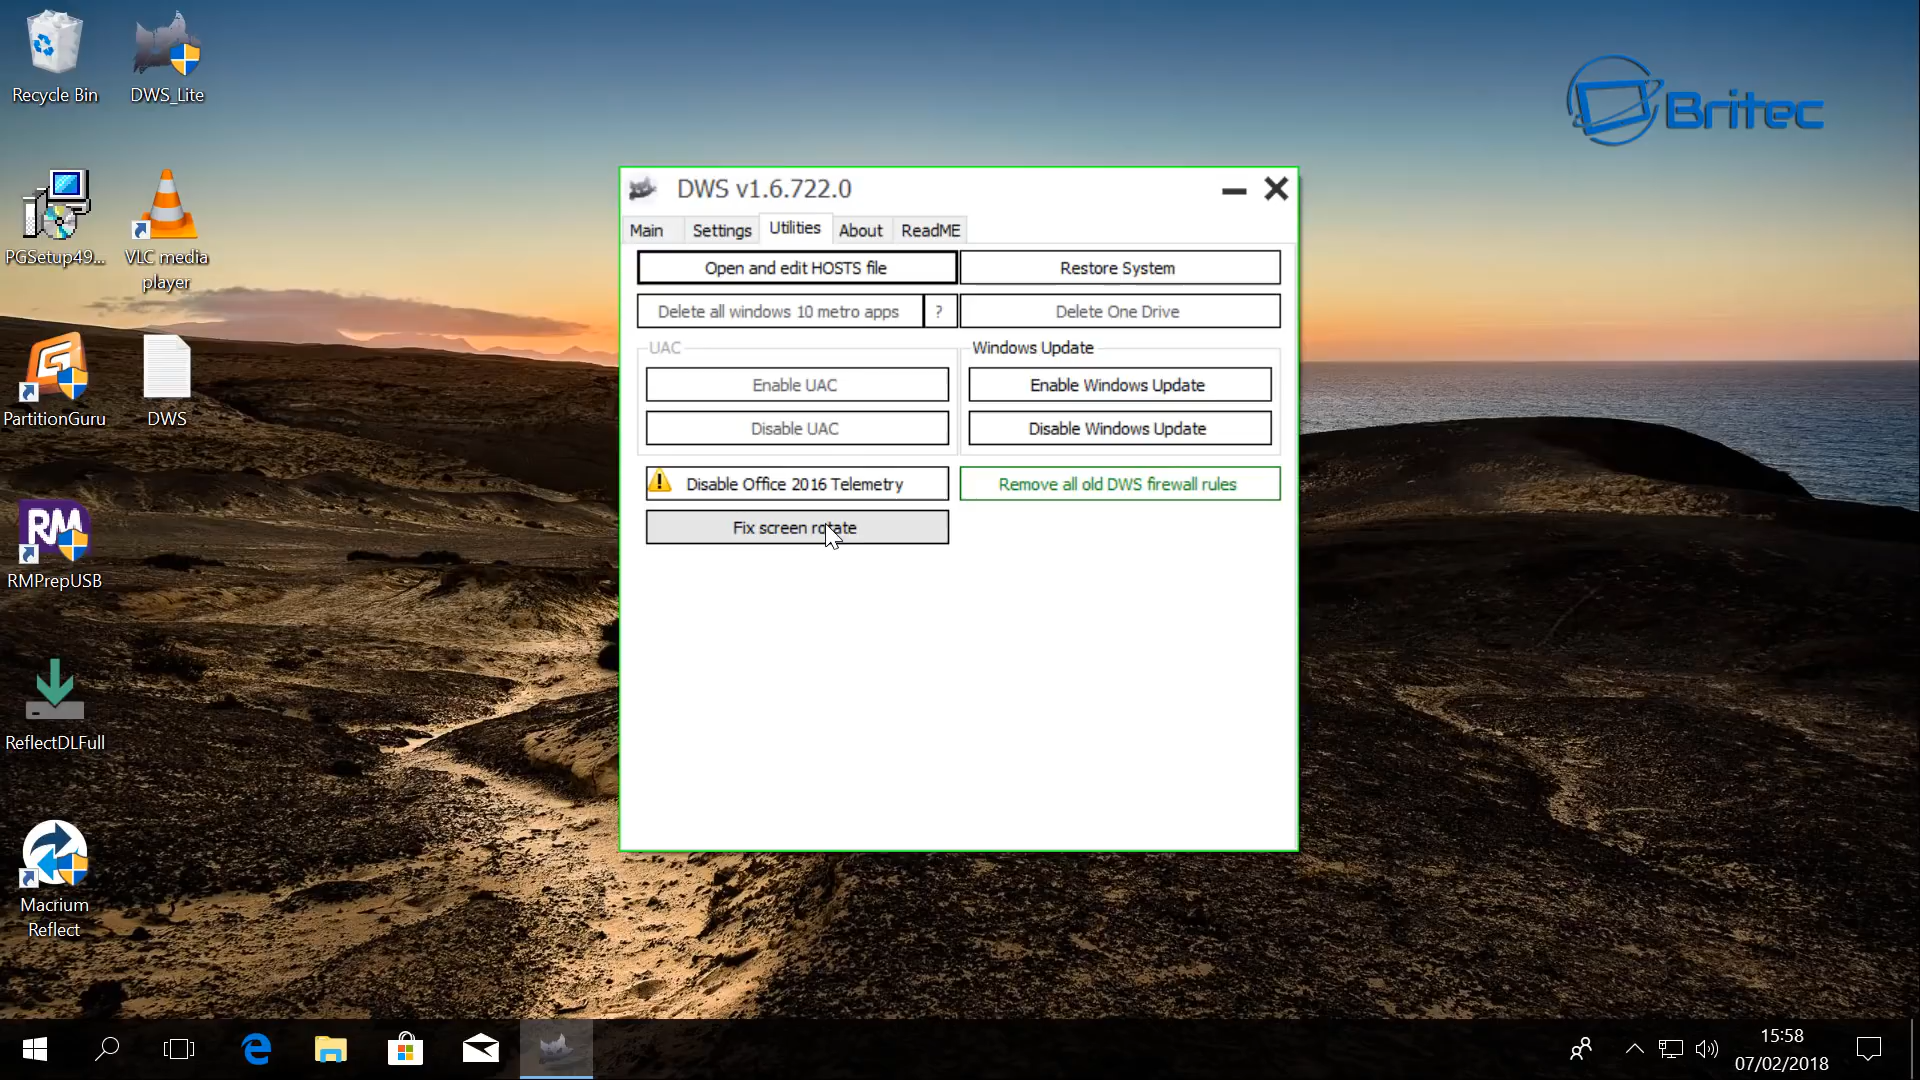 Recycle Bin
DWS_Lite
PGSetup49...
VLC media
player
PartitionGuru
DWS
RM
RMPrepUSB
ReflectDLFull
Macrium
Reflect
Britec
DWS v1.6.722.0
Main
Settings
Utilities
About
ReadME
Open and edit HOSTS file
Restore System
Delete all windows 10 metro apps
?
Delete One Drive
UAC
Windows Update
Enable UAC
Enable Windows Update
Disable UAC
Disable Windows Update
Disable Office 2016 Telemetry
Remove all old DWS firewall rules
Fix screen rotate
15:58
07/02/2018